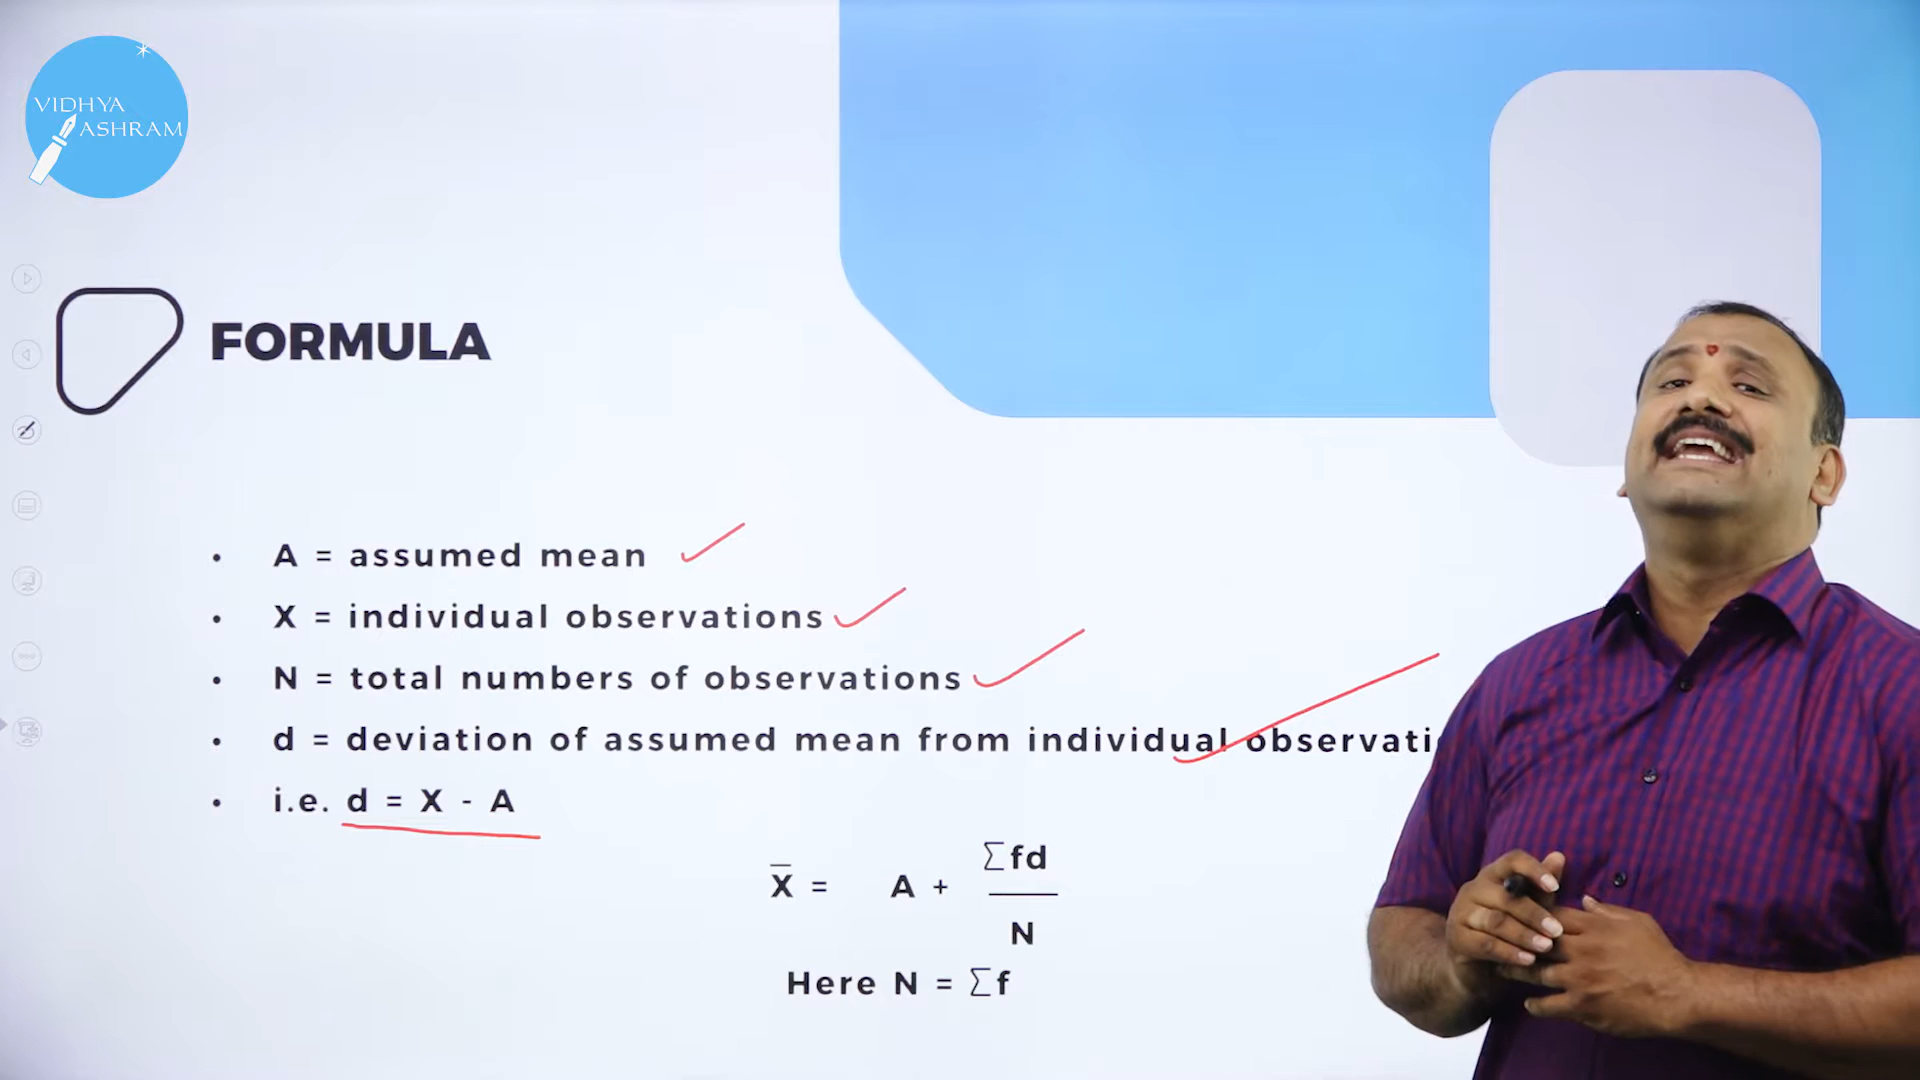 VIDHYA
ASHRAM
FORMULA
• A = assumed mean
• X = individual observations
• N = total numbers of observations
• d = deviation of assumed mean from individual
• i.e. d = X - A
∑fd
X̅ = A +
N
Here N = ∑f